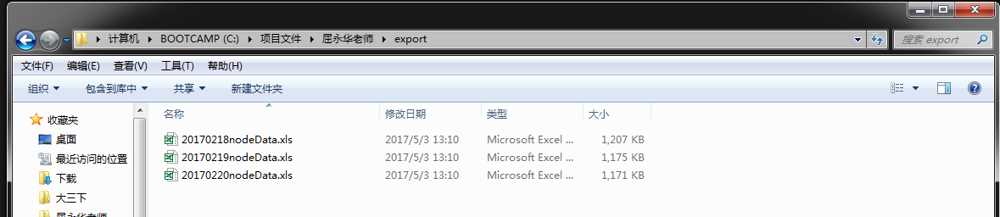 计算机 BOOTCAMP (C:) 项目文件 屈永华老师 export 搜索 export
文件(F) 编辑(E) 查看(V) 工具(T) 帮助(H)
组织 包含到库中 共享 新建文件夹
收藏夹
桌面
最近访问的位置
下载
大三下
屈永华老师
名称 修改日期 类型 大小
20170218nodeData.xls 2017/5/3 13:10 Microsoft Excel ... 1,207 KB
20170219nodeData.xls 2017/5/3 13:10 Microsoft Excel ... 1,175 KB
20170220nodeData.xls 2017/5/3 13:10 Microsoft Excel ... 1,171 KB